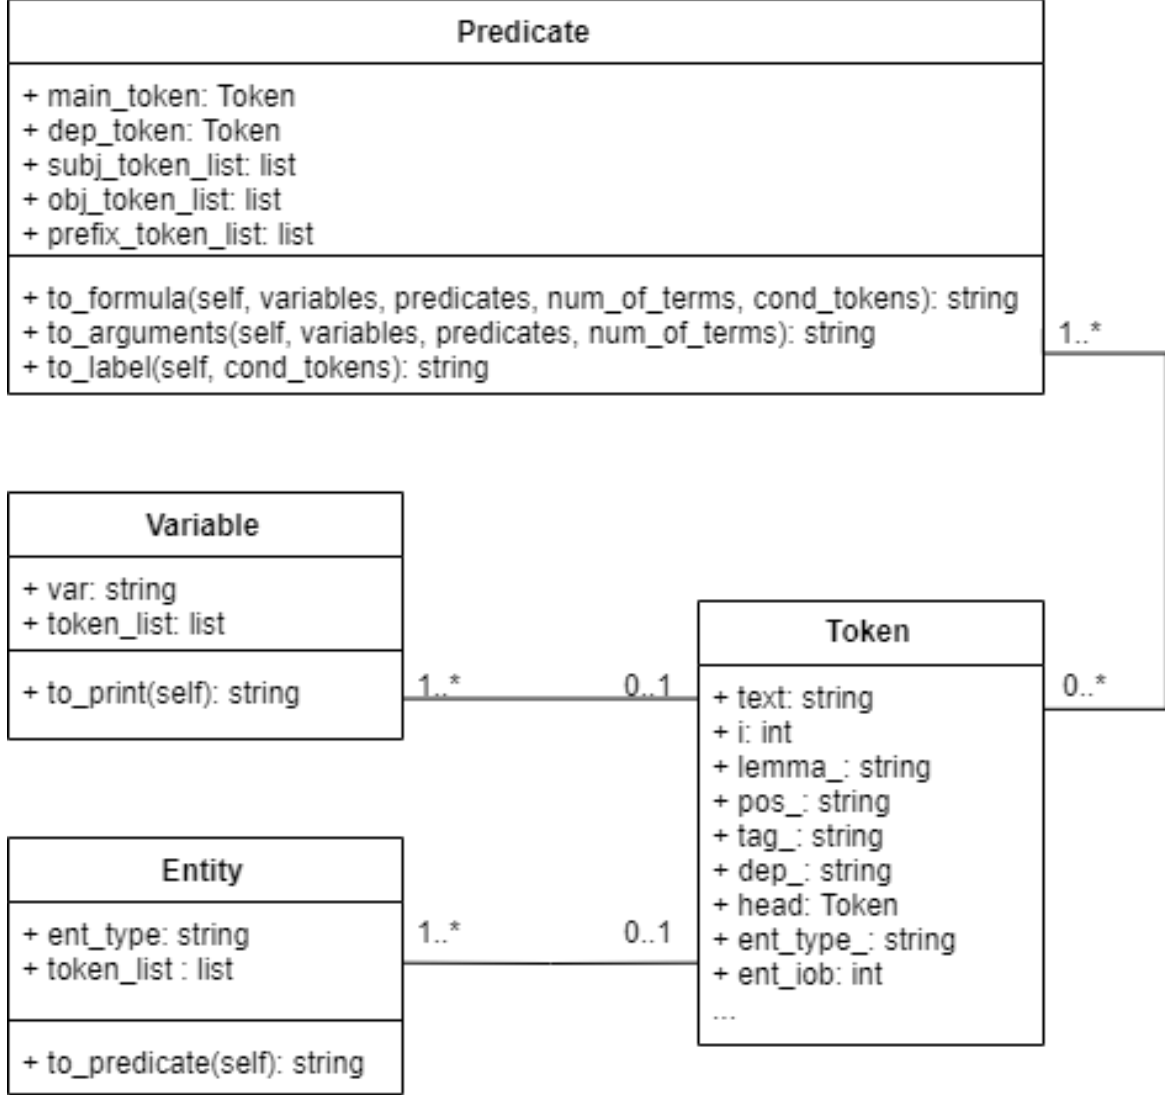 Predicate
+ main_token: Token
+ dep_token: Token
+ subj_token_list: list
+ obj_token_list: list
+ prefix_token_list: list
+ to_formula(self, variables, predicates, num_of_terms, cond_tokens): string
+ to_arguments(self, variables, predicates, num_of_terms): string
+ to_label(self, cond_tokens): string
1..*
Variable
+ var: string
+ token_list: list
+ to_print(self): string
1..*
0..1
Token
+ text: string
+ i: int
+ lemma_: string
+ pos_: string
+ tag_: string
+ dep_: string
+ head: Token
+ ent_type_: string
+ ent_iob: int
...
0..*
Entity
+ ent_type: string
+ token_list : list
+ to_predicate(self): string
1..*
0..1